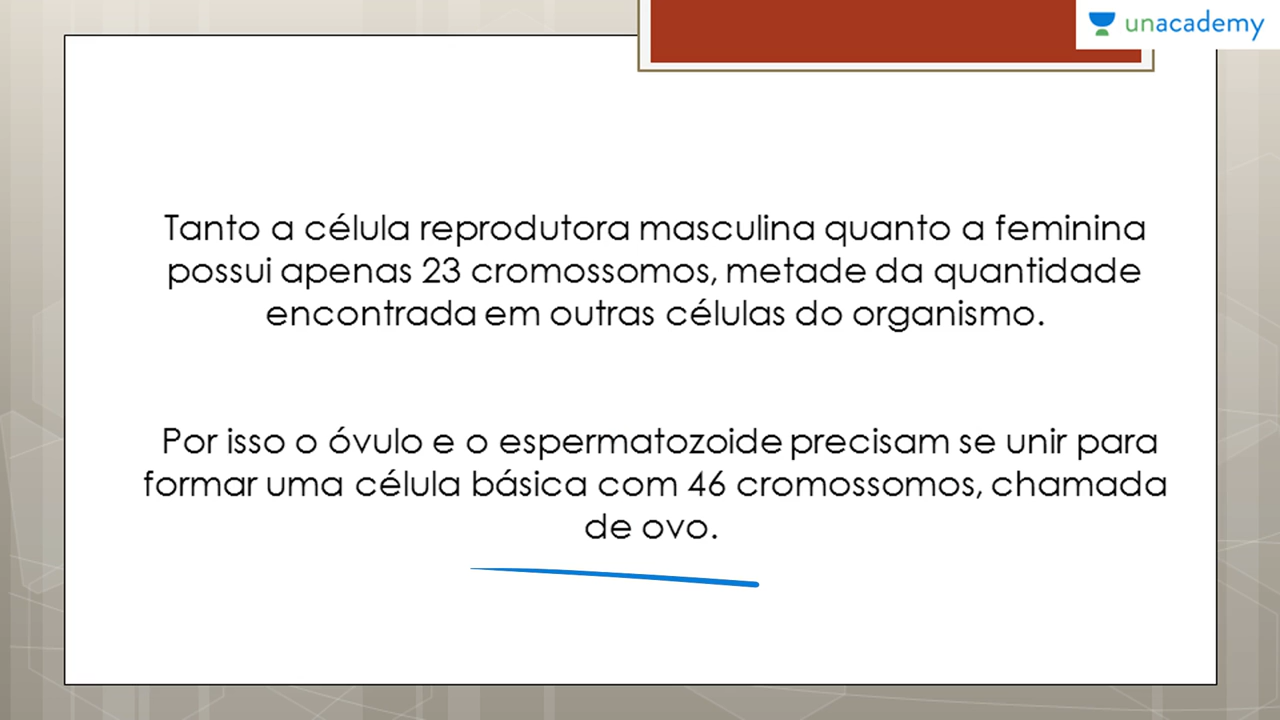 unacademy
Tanto a célula reprodutora masculina quanto a feminina
possui apenas 23 cromossomos, metade da quantidade
encontrada em outras células do organismo.
Por isso o óvulo e o espermatozoide precisam se unir para
formar uma célula básica com 46 cromossomos, chamada
de ovo.